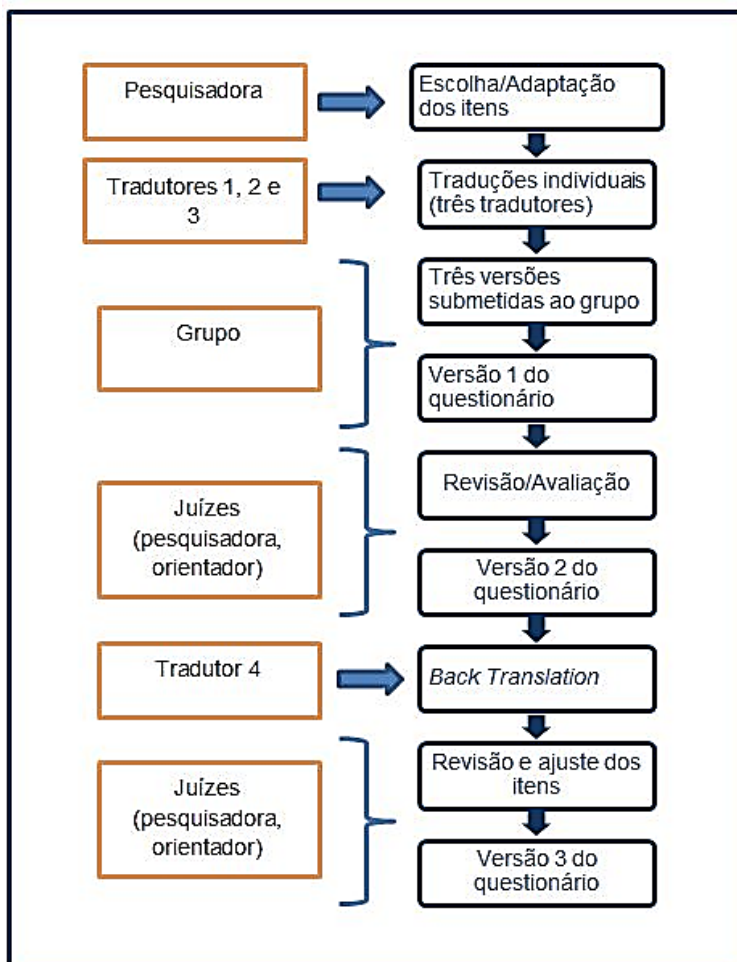 Pesquisadora
Escolha/Adaptação
dos itens
Tradutores 1, 2 e
3
Traduções individuais
(três tradutores)
Grupo
Três versões
submetidas ao grupo
Versão 1 do
questionário
Juízes
(pesquisadora,
orientador)
Revisão/Avaliação
Versão 2 do
questionário
Tradutor 4
Back Translation
Juízes
(pesquisadora,
orientador)
Revisão e ajuste dos
itens
Versão 3 do
questionário